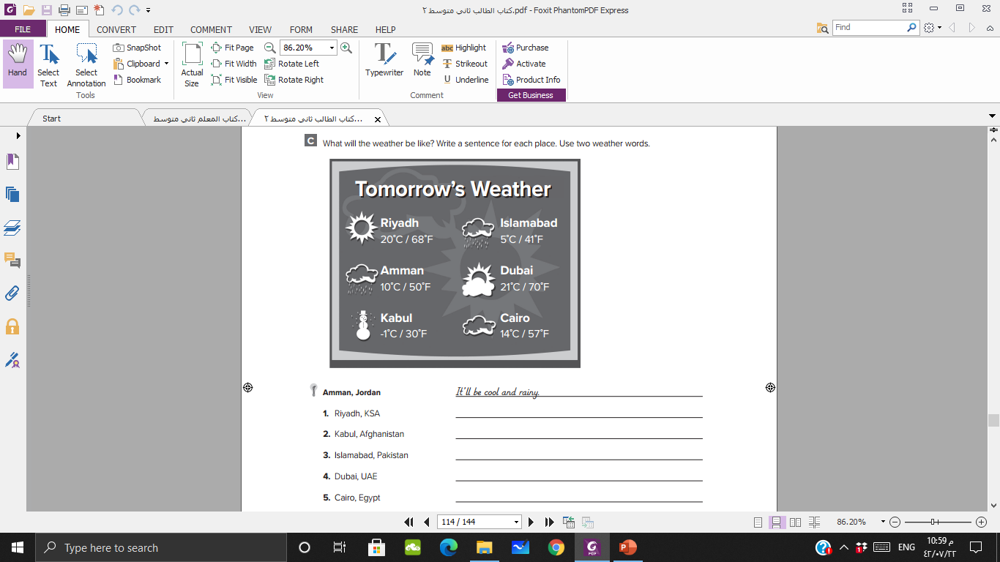 كتاب الطالب ثاني متوسط ٢.pdf - Foxit PhantomPDF Express
FILE HOME CONVERT EDIT COMMENT VIEW FORM SHARE HELP
Find
Hand
Select Text
Select Annotation
SnapShot
Clipboard
Bookmark
Tools
Actual Size
Fit Page
Fit Width
Fit Visible
86.20%
Rotate Left
Rotate Right
View
Typewriter
Note
abc Highlight
T Strikeout
U Underline
Comment
Purchase
Activate
Product Info
Get Business
Start
كتاب المعلم ثاني متوسط...
كتاب الطالب ثاني متوسط ٢...
C What will the weather be like? Write a sentence for each place. Use two weather words.
Tomorrow's Weather
Riyadh
20°C / 68°F
Islamabad
5°C / 41°F
Amman
10°C / 50°F
Dubai
21°C / 70°F
Kabul
-1°C / 30°F
Cairo
14°C / 57°F
Amman, Jordan It'll be cool and rainy.
1. Riyadh, KSA
2. Kabul, Afghanistan
3. Islamabad, Pakistan
4. Dubai, UAE
5. Cairo, Egypt
114 / 144
86.20%
Type here to search
PDF
1
ENG
10:59 م
٤٢/٠٧/٢٢